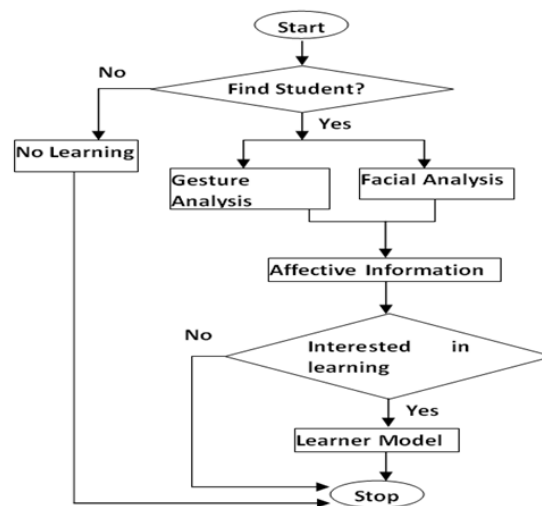 Start
No
Find Student?
Yes
No Learning
Gesture
Analysis
Facial Analysis
Affective Information
No
Interested in
learning
Yes
Learner Model
Stop